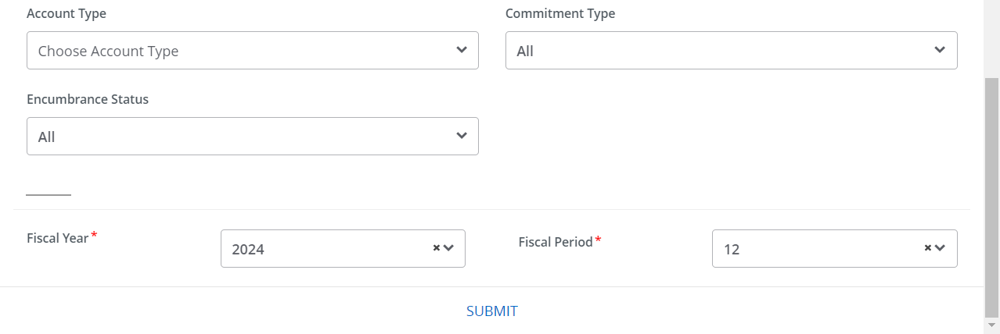 Account Type
Commitment Type
Choose Account Type
All
Encumbrance Status
All
Fiscal Year*
2024
Fiscal Period*
12
SUBMIT